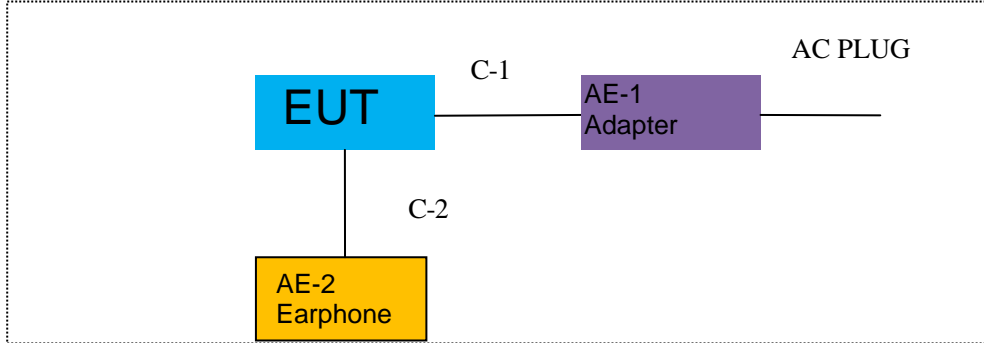 AC PLUG
C-1
EUT
AE-1
Adapter
C-2
AE-2
Earphone